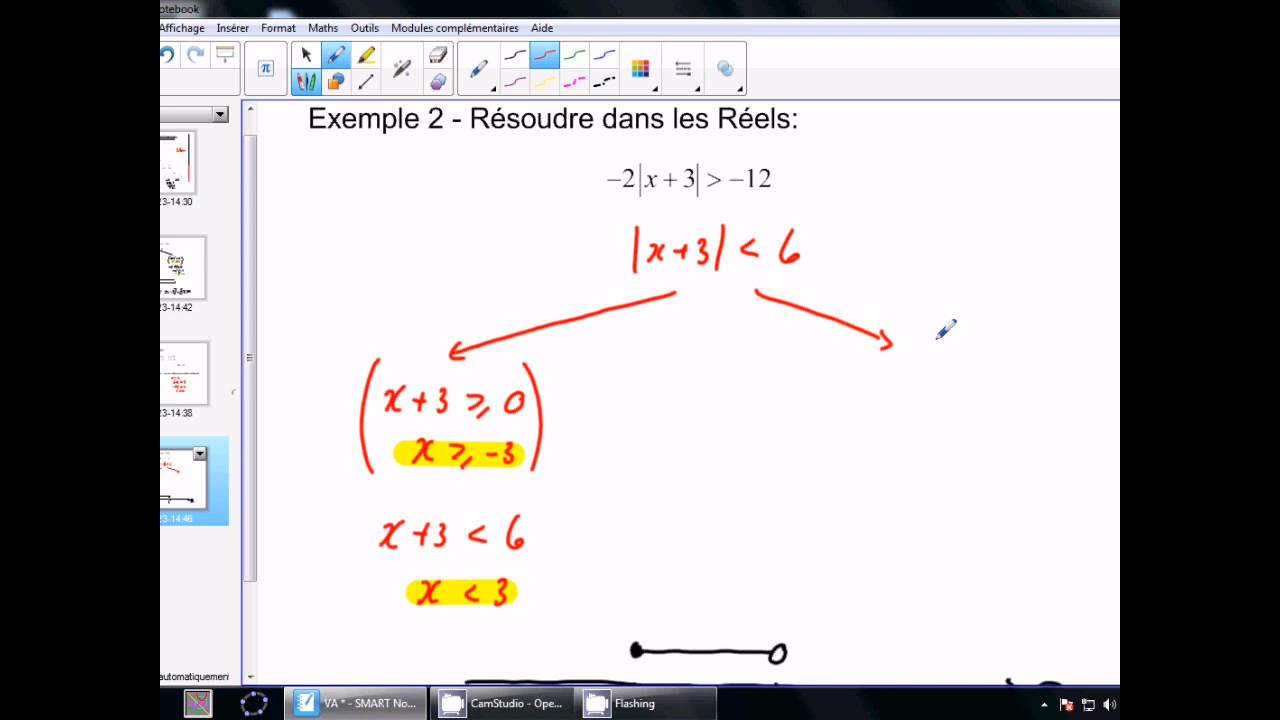 otebook
Affichage Insérer Format Maths Outils Modules complémentaires Aide
π
Exemple 2 - Résoudre dans les Réels:
−2|x + 3| > −12
|x+3| < 6
(x+3 ⩾ 0
x ⩾ -3)
x+3 < 6
x < 3
23-14:30
23-14:42
23-14:38
23-14:46
automatiquement
VA * - SMART No...
CamStudio - Ope...
Flashing